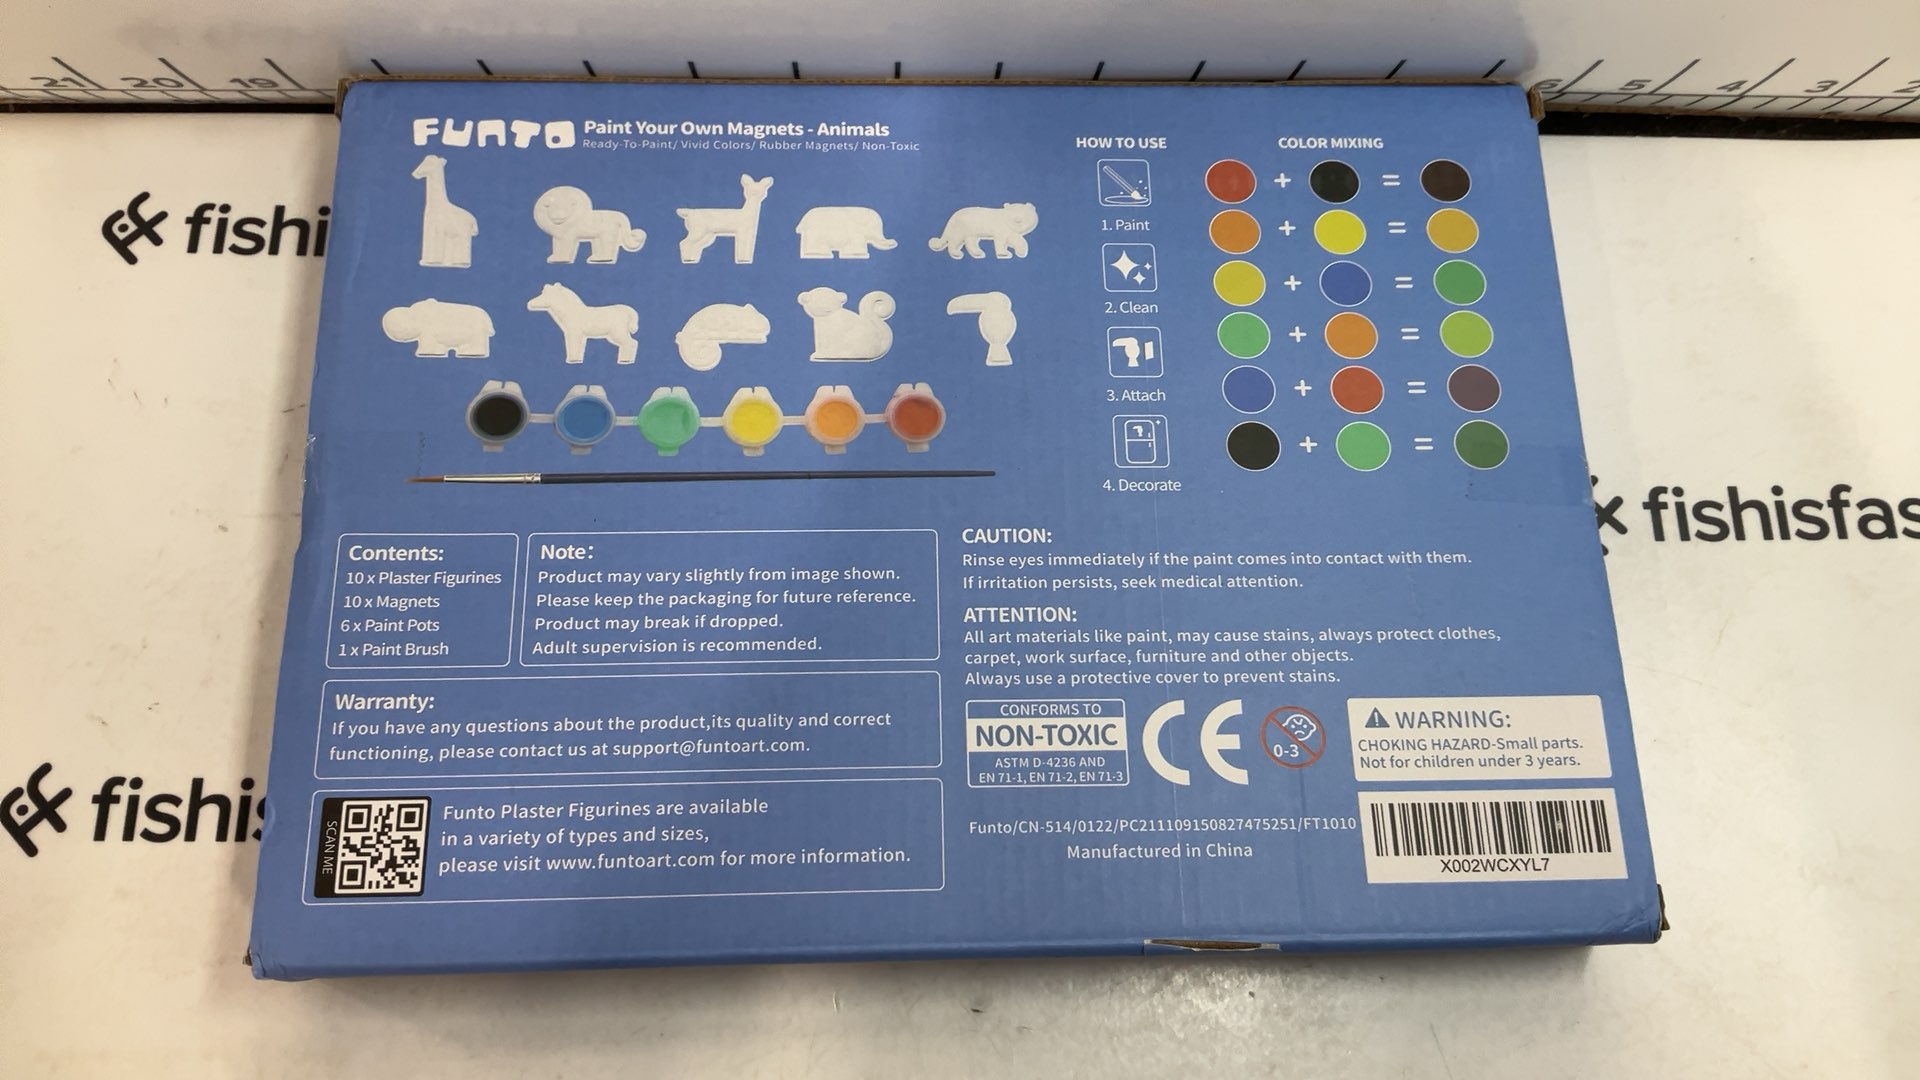 21 20 19
6 5 4 3 2
fishis
fishisfas
fishis
FUNTO Paint Your Own Magnets - Animals
Ready-To-Paint/ Vivid Colors/ Rubber Magnets/ Non-Toxic
HOW TO USE
1. Paint
2. Clean
3. Attach
4. Decorate
COLOR MIXING
+ =
+ =
+ =
+ =
+ =
+ =
Contents:
10 x Plaster Figurines
10 x Magnets
6 x Paint Pots
1 x Paint Brush
Note:
Product may vary slightly from image shown.
Please keep the packaging for future reference.
Product may break if dropped.
Adult supervision is recommended.
Warranty:
If you have any questions about the product,its quality and correct
functioning, please contact us at support@funtoart.com.
SCAN ME
Funto Plaster Figurines are available
in a variety of types and sizes,
please visit www.funtoart.com for more information.
CAUTION:
Rinse eyes immediately if the paint comes into contact with them.
If irritation persists, seek medical attention.
ATTENTION:
All art materials like paint, may cause stains, always protect clothes,
carpet, work surface, furniture and other objects.
Always use a protective cover to prevent stains.
CONFORMS TO
NON-TOXIC
ASTM D-4236 AND
EN 71-1, EN 71-2, EN 71-3
CE
0-3
WARNING:
CHOKING HAZARD-Small parts.
Not for children under 3 years.
Funto/CN-514/0122/PC211109150827475251/FT1010
Manufactured in China
X002WCXYL7